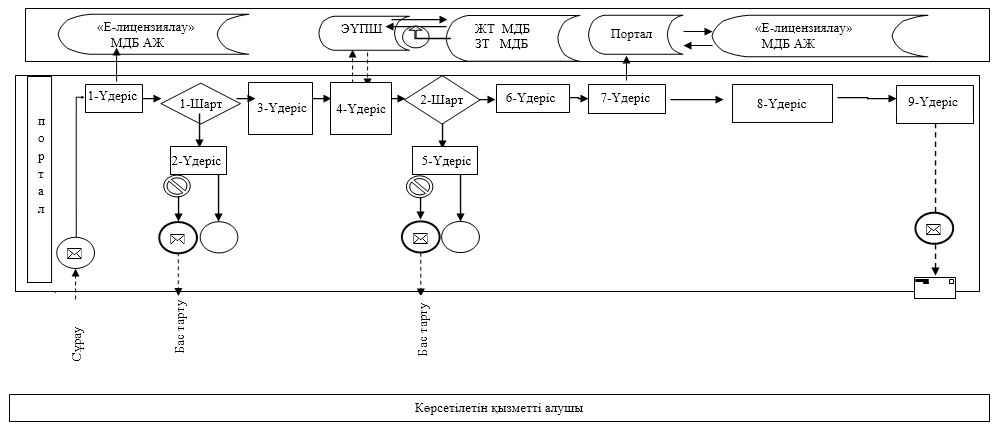 «Е-лицензиялау»
МДБ АЖ
ЭҮПШ
ЖТ МДБ
ЗТ МДБ
Портал
«Е-лицензиялау»
МДБ АЖ
портал
1-Үдеріс
1-Шарт
3-Үдеріс
4-Үдеріс
2-Шарт
6-Үдеріс
7-Үдеріс
8-Үдеріс
9-Үдеріс
2-Үдеріс
5-Үдеріс
Сұрау
Бас тарту
Бас тарту
Көрсетілетін қызметті алушы